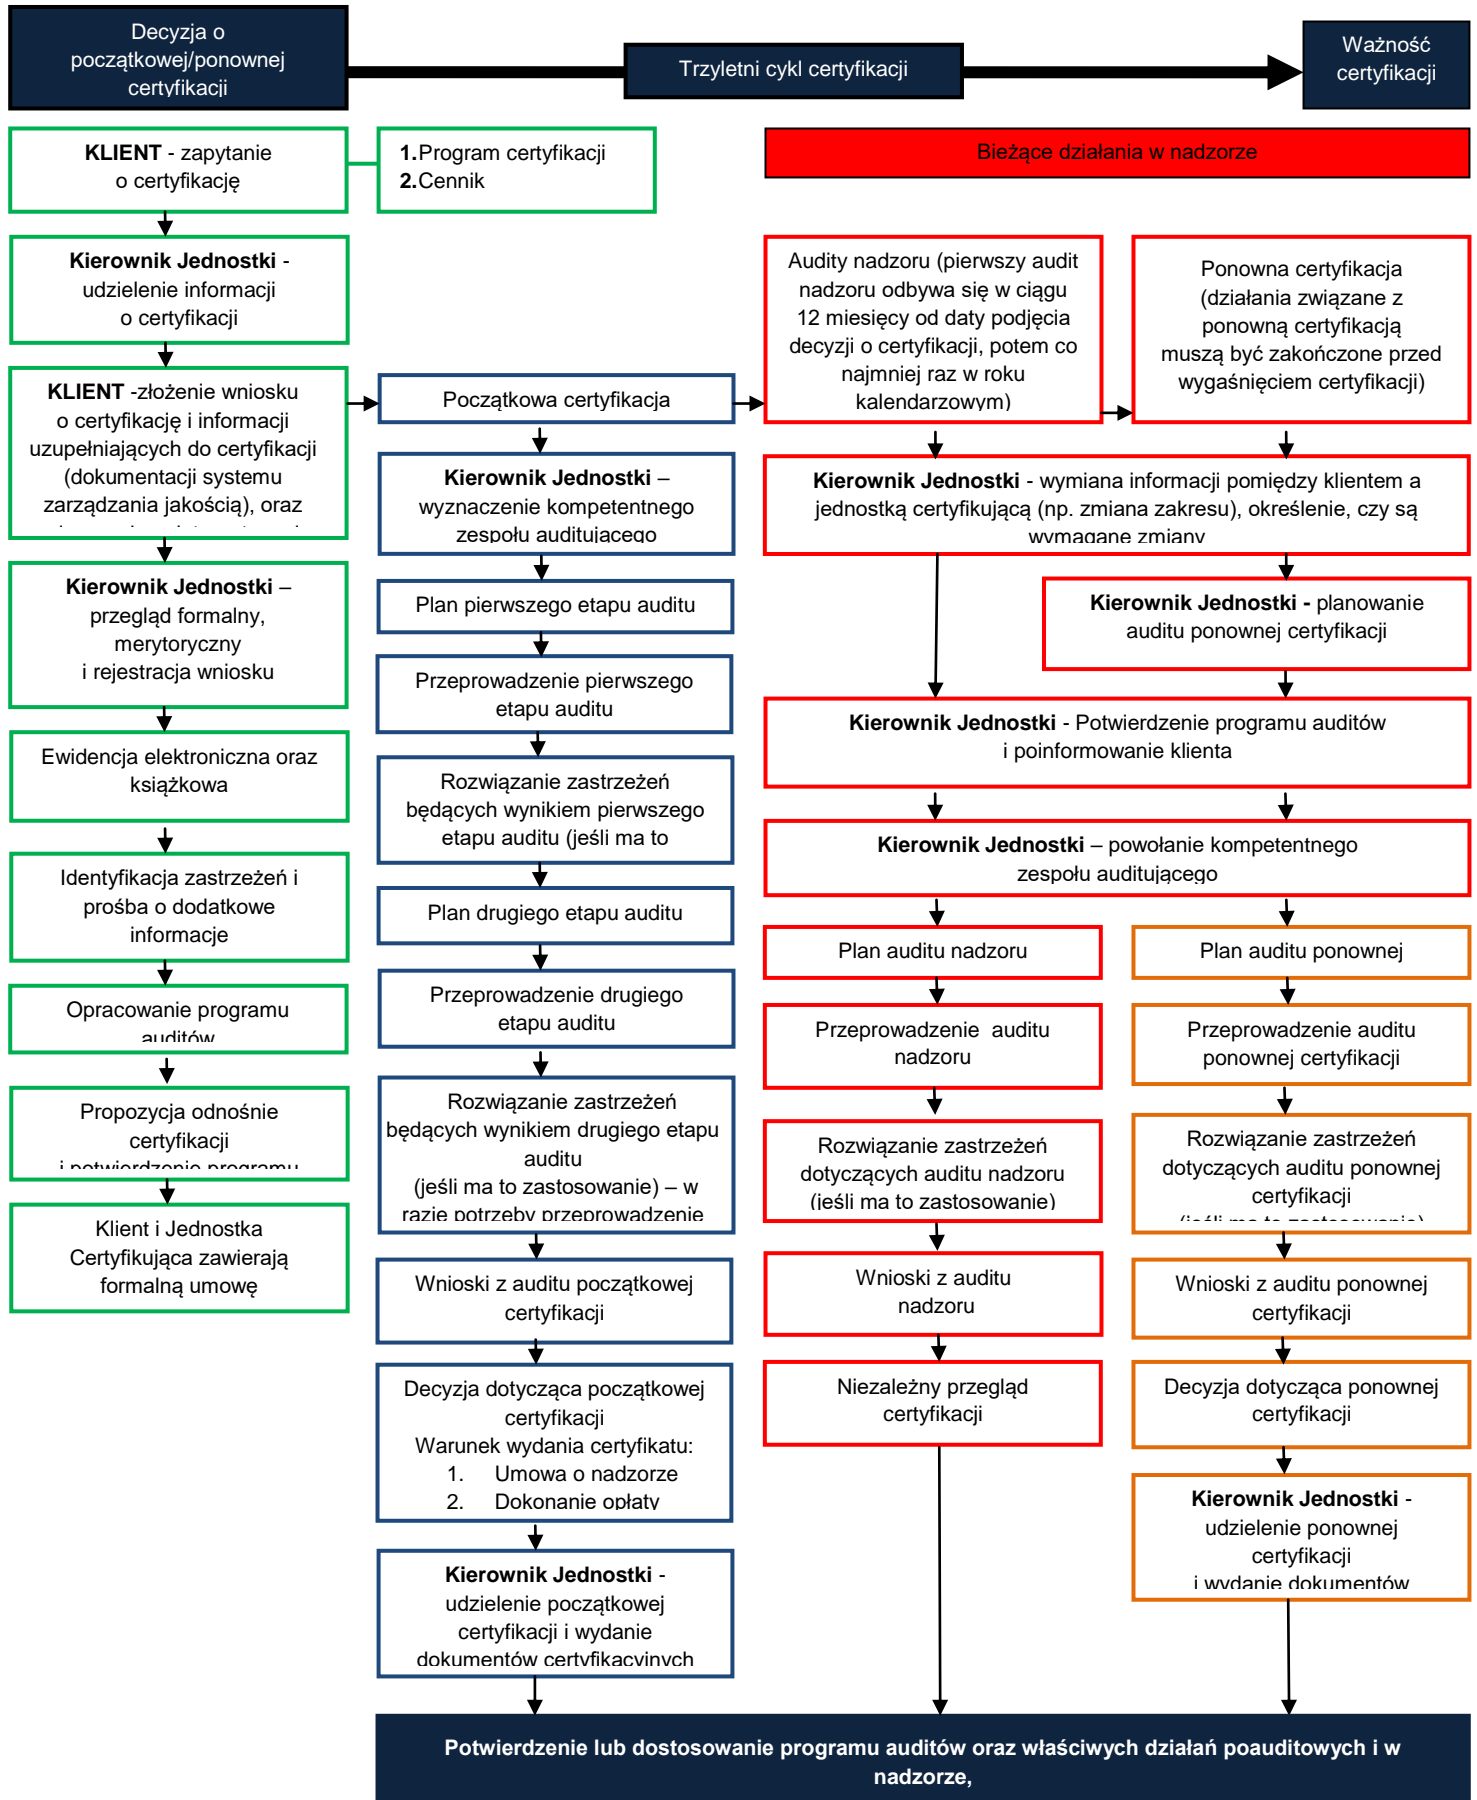 Decyzja o
początkowej/ponownej
certyfikacji
Trzyletni cykl certyfikacji
Ważność
certyfikacji
KLIENT - zapytanie
o certyfikację
1.Program certyfikacji
2.Cennik
Bieżące działania w nadzorze
Kierownik Jednostki -
udzielenie informacji
o certyfikacji
KLIENT -złożenie wniosku
o certyfikację i informacji
uzupełniających do certyfikacji
(dokumentacji systemu
zarządzania jakością), oraz
Kierownik Jednostki –
przegląd formalny,
merytoryczny
i rejestracja wniosku
Ewidencja elektroniczna oraz
książkowa
Identyfikacja zastrzeżeń i
prośba o dodatkowe
informacje
Opracowanie programu
auditów
Propozycja odnośnie
certyfikacji
i potwierdzenie programu
Klient i Jednostka
Certyfikująca zawierają
formalną umowę
Początkowa certyfikacja
Kierownik Jednostki –
wyznaczenie kompetentnego
zespołu auditującego
Plan pierwszego etapu auditu
Przeprowadzenie pierwszego
etapu auditu
Rozwiązanie zastrzeżeń
będących wynikiem pierwszego
etapu auditu (jeśli ma to
Plan drugiego etapu auditu
Przeprowadzenie drugiego
etapu auditu
Rozwiązanie zastrzeżeń
będących wynikiem drugiego etapu
auditu
(jeśli ma to zastosowanie) – w
razie potrzeby przeprowadzenie
Wnioski z auditu początkowej
certyfikacji
Decyzja dotycząca początkowej
certyfikacji
Warunek wydania certyfikatu:
1. Umowa o nadzorze
2. Dokonanie opłaty
Kierownik Jednostki -
udzielenie początkowej
certyfikacji i wydanie
dokumentów certyfikacyjnych
Audity nadzoru (pierwszy audit
nadzoru odbywa się w ciągu
12 miesięcy od daty podjęcia
decyzji o certyfikacji, potem co
najmniej raz w roku
kalendarzowym)
Ponowna certyfikacja
(działania związane z
ponowną certyfikacją
muszą być zakończone przed
wygaśnięciem certyfikacji)
Kierownik Jednostki - wymiana informacji pomiędzy klientem a
jednostką certyfikującą (np. zmiana zakresu), określenie, czy są
wymagane zmiany
Kierownik Jednostki - planowanie
auditu ponownej certyfikacji
Kierownik Jednostki - Potwierdzenie programu auditów
i poinformowanie klienta
Kierownik Jednostki – powołanie kompetentnego
zespołu auditującego
Plan auditu nadzoru
Przeprowadzenie auditu
nadzoru
Rozwiązanie zastrzeżeń
dotyczących auditu nadzoru
(jeśli ma to zastosowanie)
Wnioski z auditu
nadzoru
Niezależny przegląd
certyfikacji
Plan auditu ponownej
Przeprowadzenie auditu
ponownej certyfikacji
Rozwiązanie zastrzeżeń
dotyczących auditu ponownej
certyfikacji
(jeśli ma to zastosowanie)
Wnioski z auditu ponownej
certyfikacji
Decyzja dotycząca ponownej
certyfikacji
Kierownik Jednostki -
udzielenie ponownej
certyfikacji
i wydanie dokumentów
Potwierdzenie lub dostosowanie programu auditów oraz właściwych działań poauditowych i w
nadzorze,